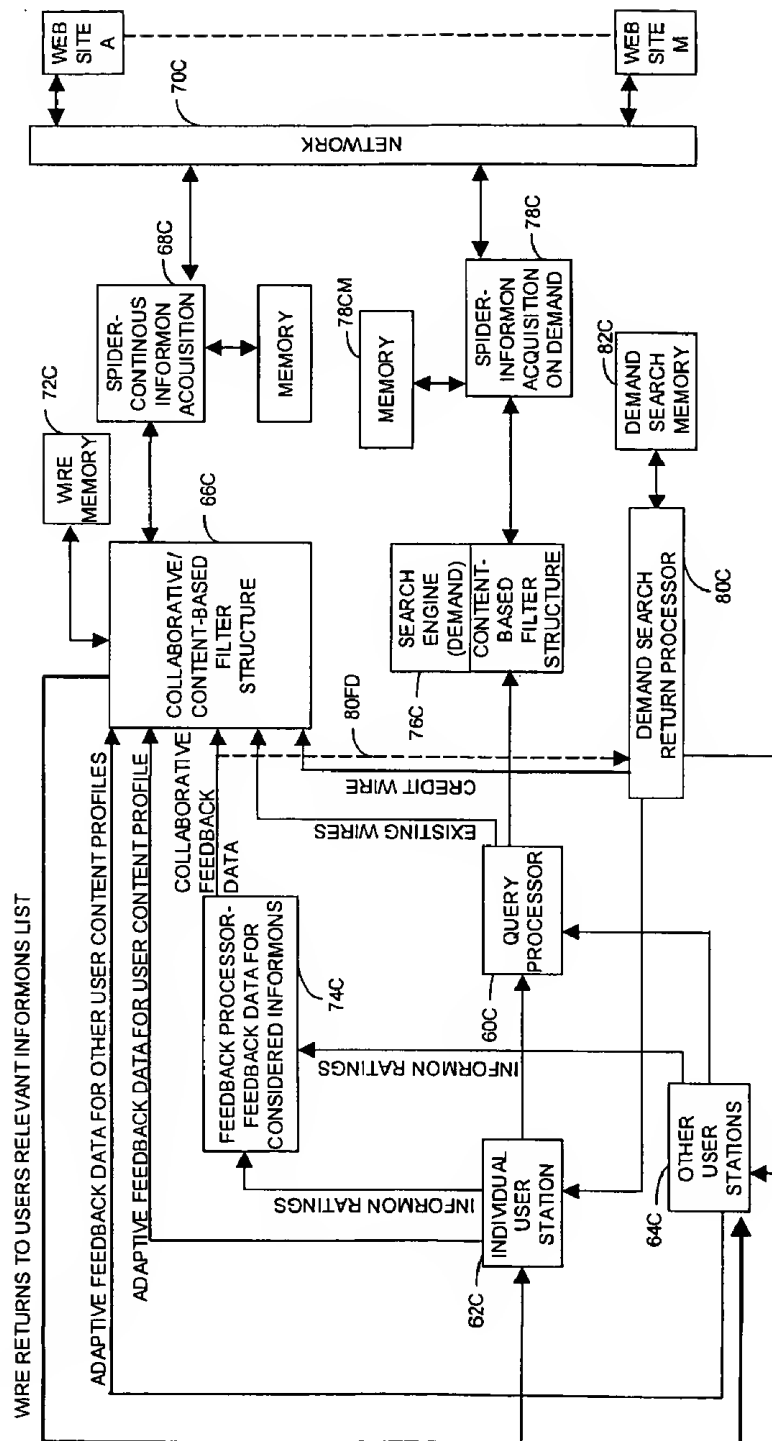 WIRE RETURNS TO USERS RELEVANT INFORMONS LIST
ADAPTIVE FEEDBACK DATA FOR OTHER USER CONTENT PROFILES
ADAPTIVE FEEDBACK DATA FOR USER CONTENT PROFILE
COLLABORATIVE
FEEDBACK
DATA
72C
WIRE
MEMORY
66C
COLLABORATIVE/
CONTENT-BASED
FILTER
STRUCTURE
68C
SPIDER-
CONTINOUS
INFORMON
ACQUISITION
MEMORY
70C
NETWORK
WEB
SITE
A
WEB
SITE
M
78CM
MEMORY
78C
SPIDER-
INFORMON
ACQUISITION
ON DEMAND
76C
SEARCH
ENGINE
(DEMAND)
CONTENT-
BASED
FILTER
STRUCTURE
80FD
CREDIT WIRE
EXISTING WIRES
82C
DEMAND
SEARCH
MEMORY
80C
DEMAND SEARCH
RETURN PROCESSOR
FEEDBACK PROCESSOR-
FEEDBACK DATA FOR
CONSIDERED INFORMONS
74C
60C
QUERY
PROCESSOR
INFORMON RATINGS
INFORMON RATINGS
62C
INDIVIDUAL
USER
STATION
64C
OTHER
USER
STATIONS